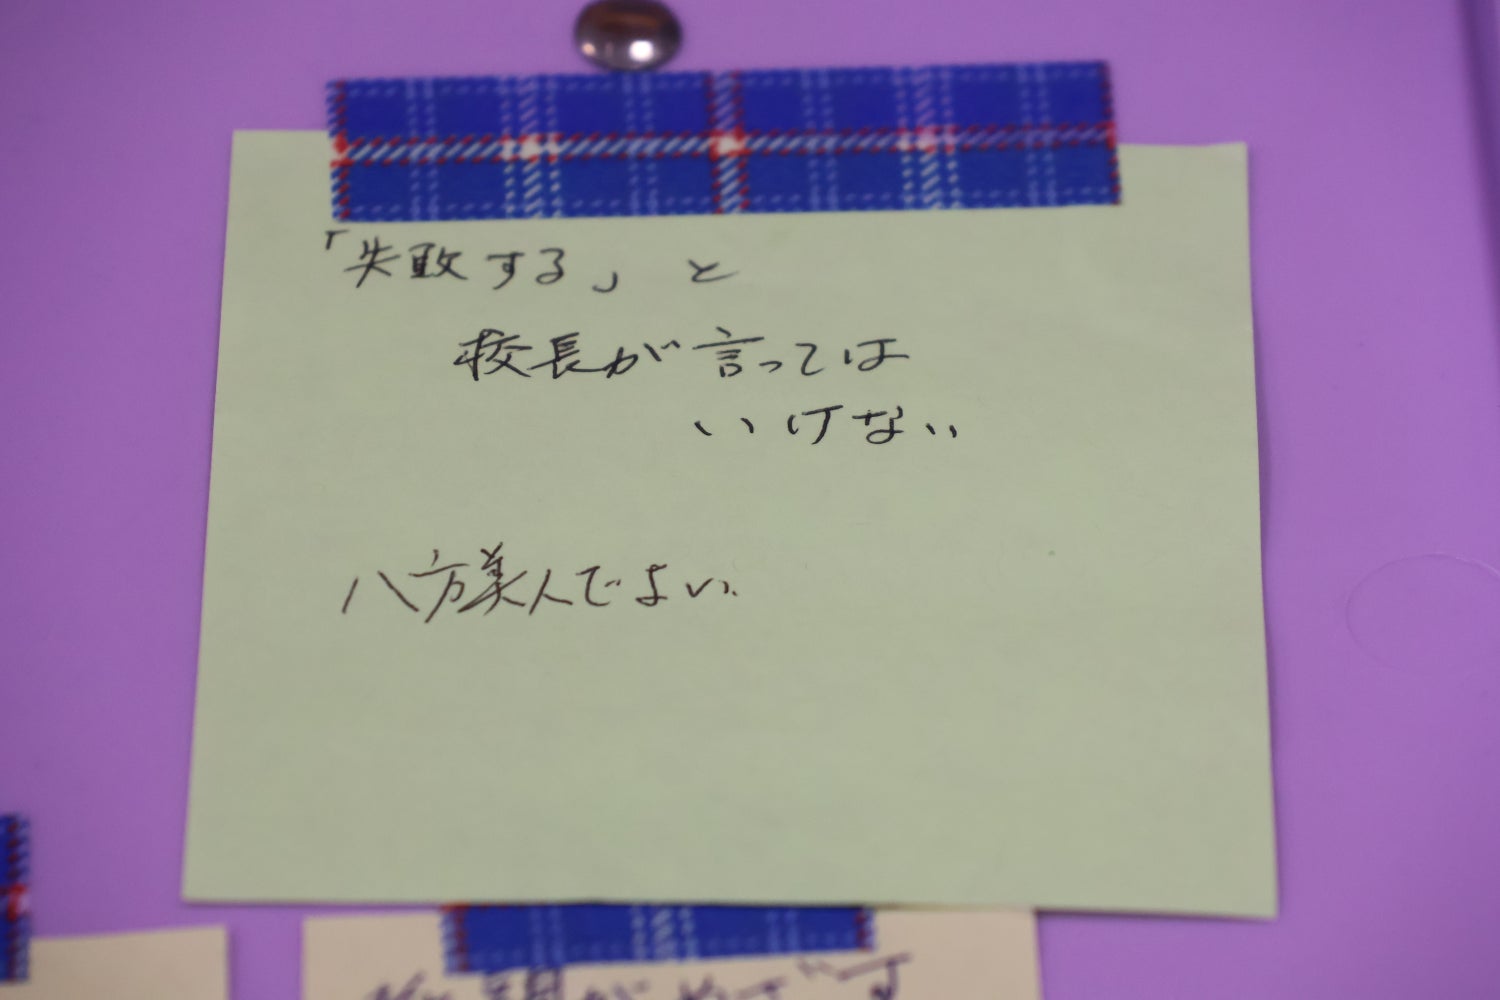 「失敗する」と
校長が言っては
いけない
八方美人でよい.